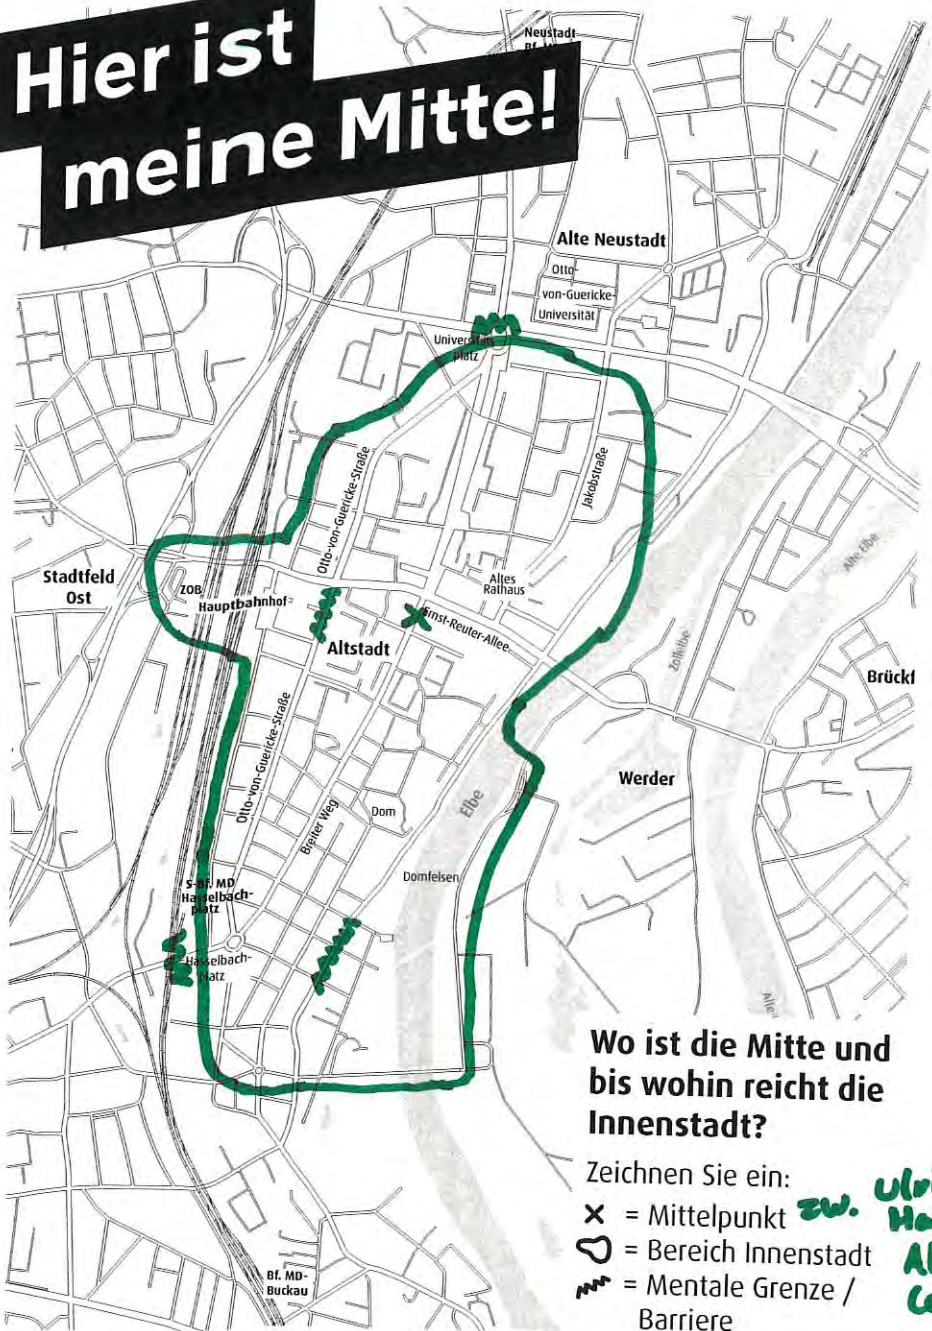 Hier ist
meine Mitte!
Neustadt
Alte Neustadt
Otto-
von-Guericke-
Universität
Universitäts
platz
Otto-von-Guericke-Straße
Jakobstraße
Alte Elbe
Stadtfeld
Ost
ZOB
Hauptbahnhof
Altes
Rathaus
Ernst-Reuter-Allee
Altstadt
Zollelbe
Brückf
Otto-von-Guericke-Straße
Werder
Elbe
Breiter Weg
Dom
Domfelsen
S-Bf. MD
Hasselbach-
platz
Hasselbach-
platz
Alte
Wo ist die Mitte und
bis wohin reicht die
Innenstadt?
Zeichnen Sie ein:
x = Mittelpunkt zw.
= Bereich Innenstadt
= Mentale Grenze /
Barriere
Bf. MD-
Buckau